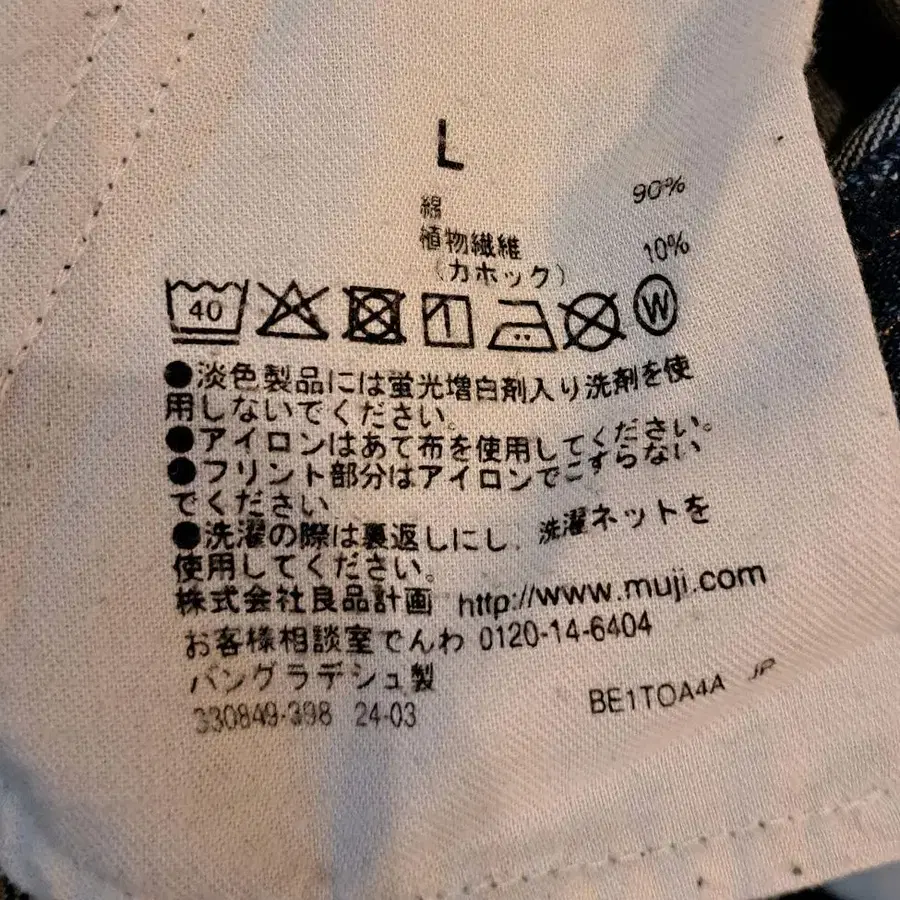 L
綿 90%
植物繊維 10%
(カポック)
40 W
●淡色製品には蛍光増白剤入り洗剤を使
用しないでください。
●アイロンはあて布を使用してください。
●プリント部分はアイロンでこすらない
でください
●洗濯の際は裏返しにし、洗濯ネットを
使用してください。
株式会社良品計画 http://www.muji.com
お客様相談室でんわ 0120-14-6404
バングラデシュ製
330849-398 24-03 BE1TOA4A JP